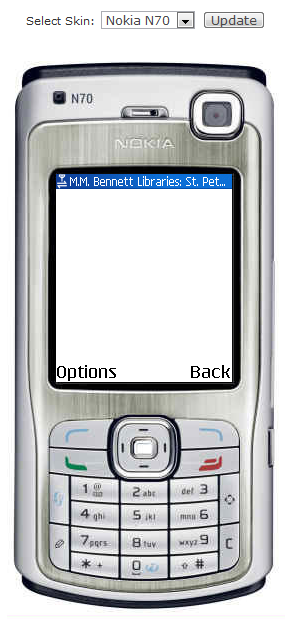 Select Skin: Nokia N70 Update
N70
NOKIA
M.M. Bennett Libraries: St. Pet...
Options Back
1 @ 2 abc def 3
4 ghi 5 jkl mno 6
7 pqrs 8 tuv wxyz 9 C
* + 0 #